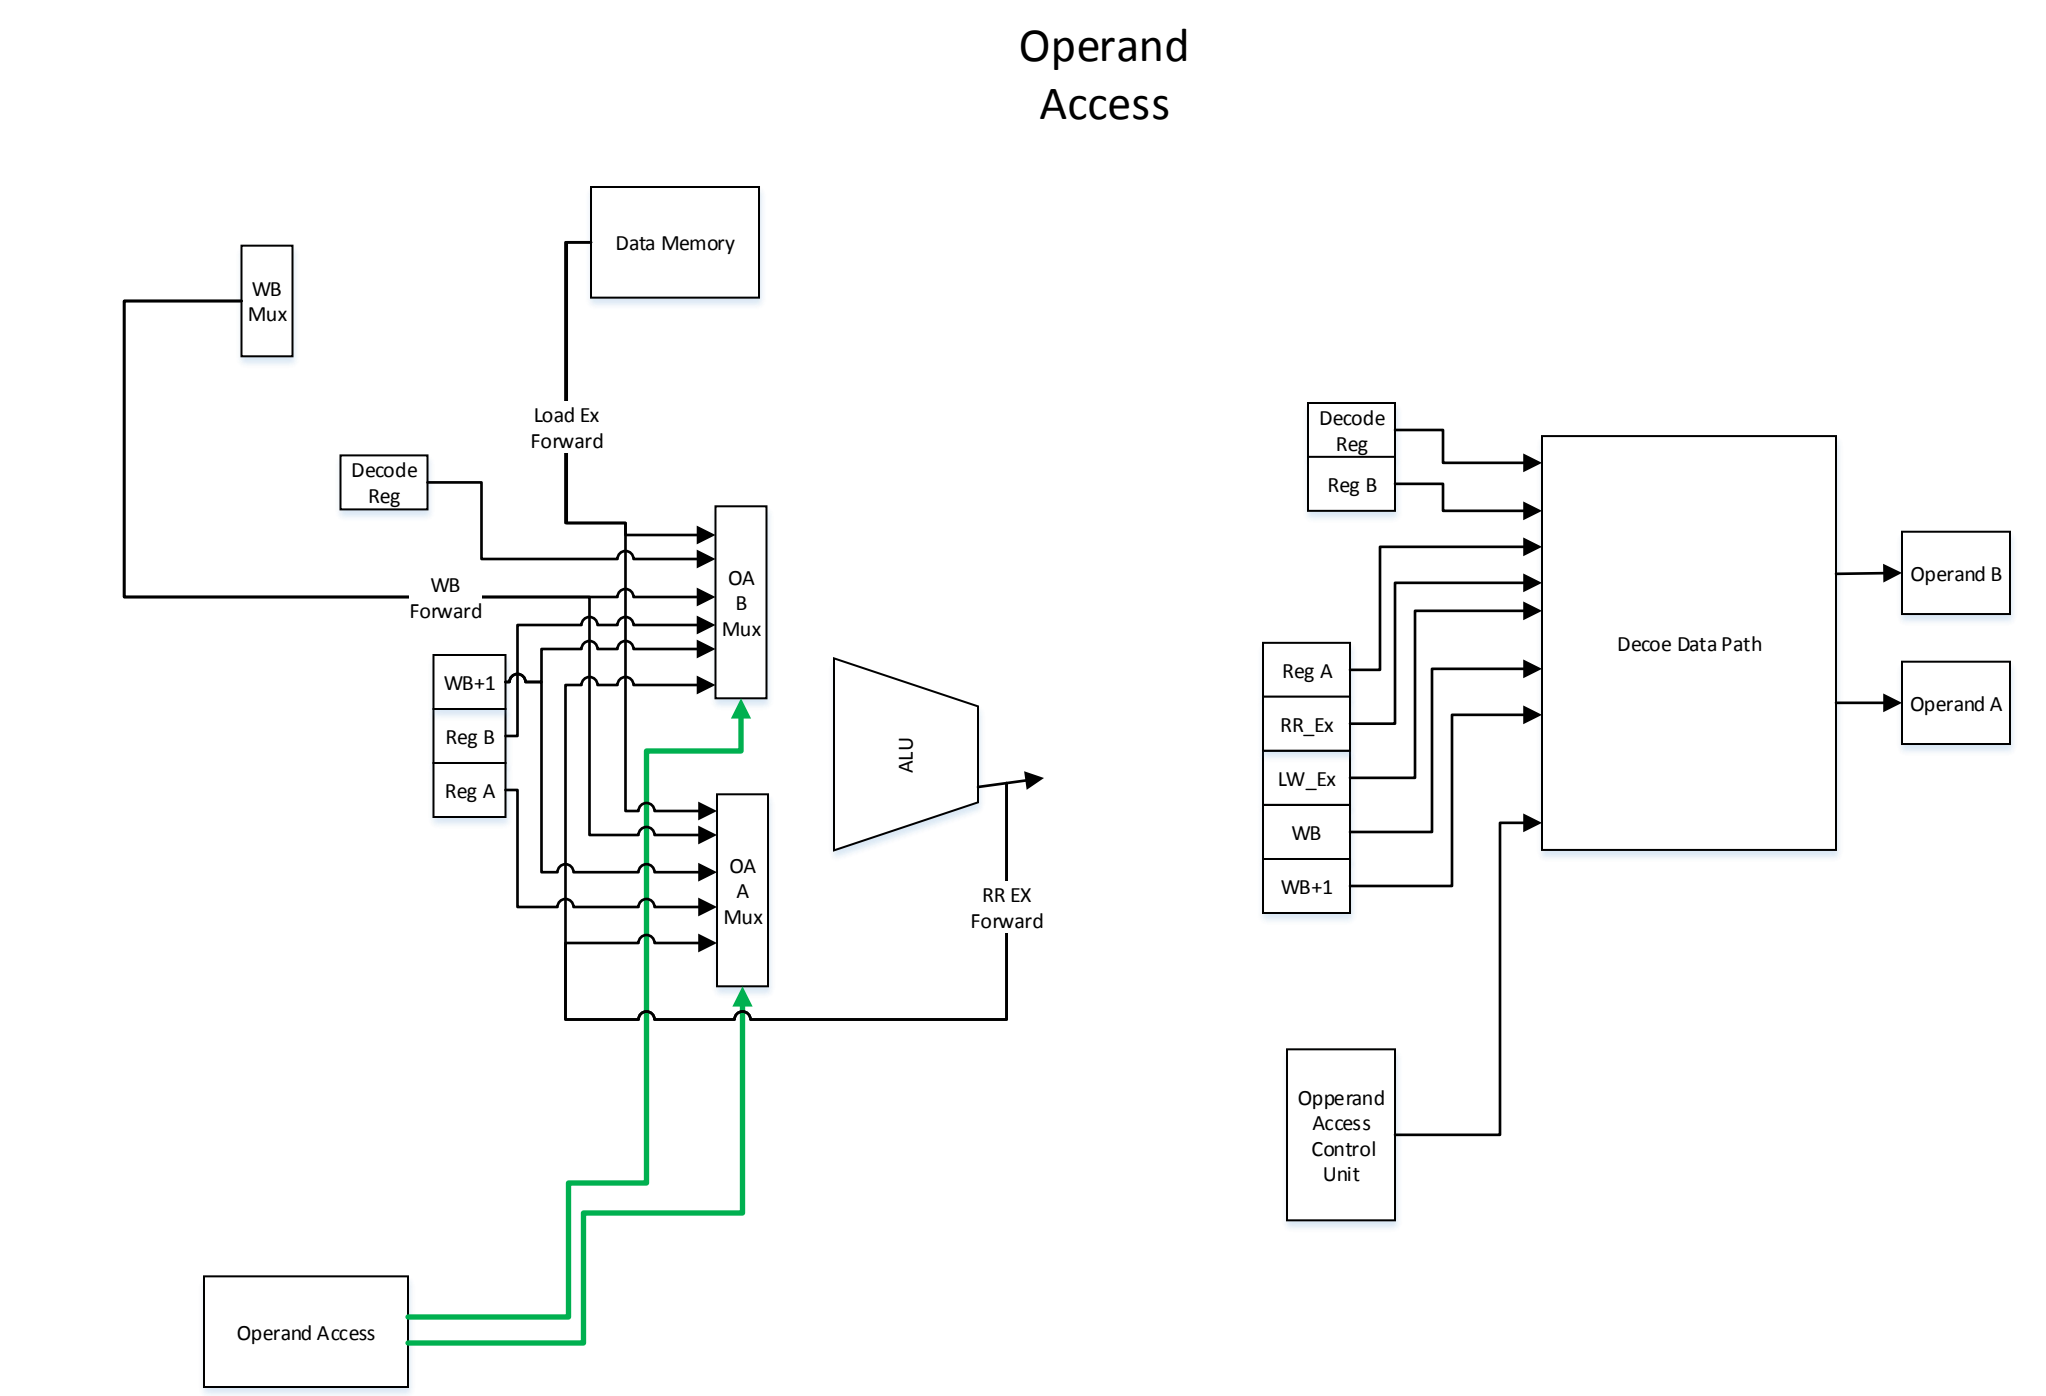 Operand
Access
Data Memory
WB
Mux
Load Ex
Forward
Decode
Reg
WB
Forward
OA
B
Mux
WB+1
Reg B
Reg A
ALU
OA
A
Mux
RR EX
Forward
Operand Access
Decode
Reg
Reg B
Reg A
RR_Ex
LW_Ex
WB
WB+1
Decoe Data Path
Operand B
Operand A
Opperand
Access
Control
Unit